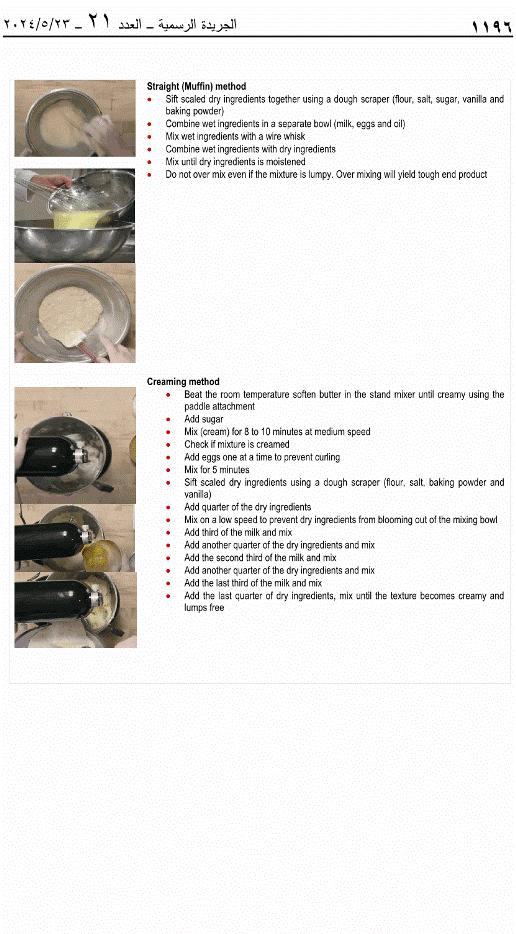 ١١٩٦
الجريدة الرسمية – العدد ٢١ – ٢٠٢٤/٥/٢٣
Straight (Muffin) method
• Sift scaled dry ingredients together using a dough scraper (flour, salt, sugar, vanilla and
baking powder)
• Combine wet ingredients in a separate bowl (milk, eggs and oil)
• Mix wet ingredients with a wire whisk
• Combine wet ingredients with dry ingredients
• Mix until dry ingredients is moistened
• Do not over mix even if the mixture is lumpy. Over mixing will yield tough end product
Creaming method
• Beat the room temperature soften butter in the stand mixer until creamy using the
paddle attachment
• Add sugar
• Mix (cream) for 8 to 10 minutes at medium speed
• Check if mixture is creamed
• Add eggs one at a time to prevent curling
• Mix for 5 minutes
• Sift scaled dry ingredients using a dough scraper (flour, salt, baking powder and
vanilla)
• Add quarter of the dry ingredients
• Mix on a low speed to prevent dry ingredients from blooming out of the mixing bowl
• Add third of the milk and mix
• Add another quarter of the dry ingredients and mix
• Add the second third of the milk and mix
• Add another quarter of the dry ingredients and mix
• Add the last third of the milk and mix
• Add the last quarter of dry ingredients, mix until the texture becomes creamy and
lumps free